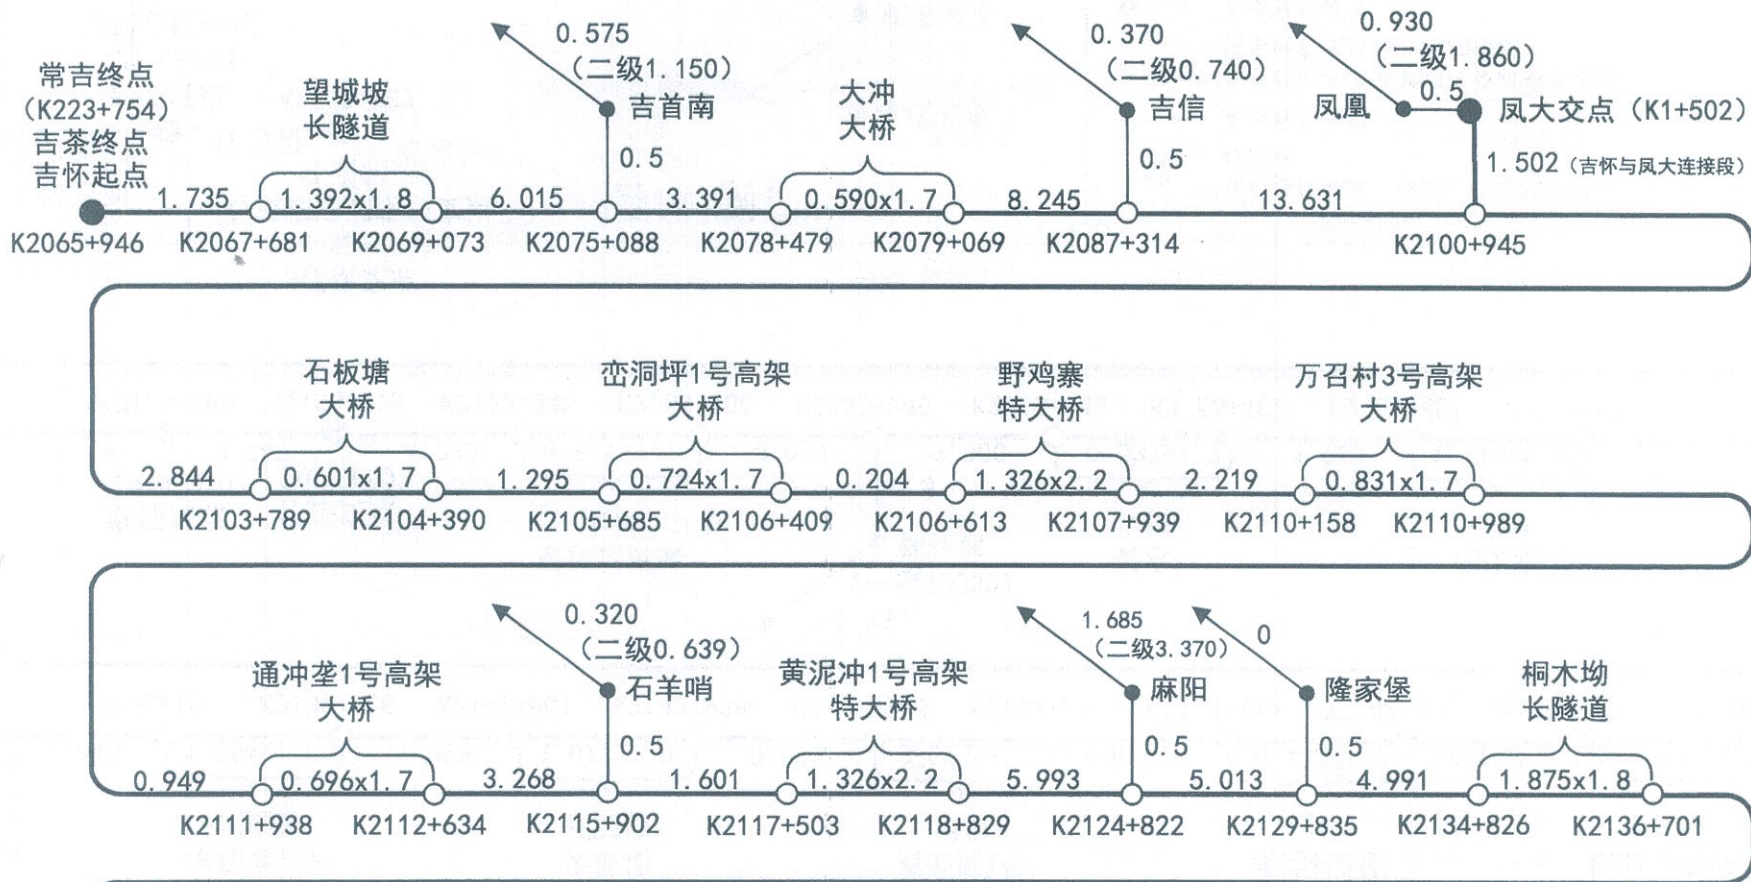 常吉终点
(K223+754)
吉茶终点
吉怀起点
望城坡
长隧道
0.575
(二级1.150)
吉首南
0.5
大冲
大桥
0.370
(二级0.740)
吉信
0.5
0.930
(二级1.860)
0.5
凤凰
凤大交点(K1+502)
1.502(吉怀与凤大连接段)
1.735 1.392x1.8 6.015 3.391 0.590x1.7 8.245 13.631
K2065+946 K2067+681 K2069+073 K2075+088 K2078+479 K2079+069 K2087+314 K2100+945
石板塘
大桥
峦洞坪1号高架
大桥
野鸡寨
特大桥
万召村3号高架
大桥
2.844 0.601x1.7 1.295 0.724x1.7 0.204 1.326x2.2 2.219 0.831x1.7
K2103+789 K2104+390 K2105+685 K2106+409 K2106+613 K2107+939 K2110+158 K2110+989
通冲垄1号高架
大桥
0.320
(二级0.639)
石羊哨
0.5
黄泥冲1号高架
特大桥
1.685
(二级3.370)
麻阳
0.5
0
隆家堡
0.5
桐木坳
长隧道
0.949 0.696x1.7 3.268 1.601 1.326x2.2 5.993 5.013 4.991 1.875x1.8
K2111+938 K2112+634 K2115+902 K2117+503 K2118+829 K2124+822 K2129+835 K2134+826 K2136+701